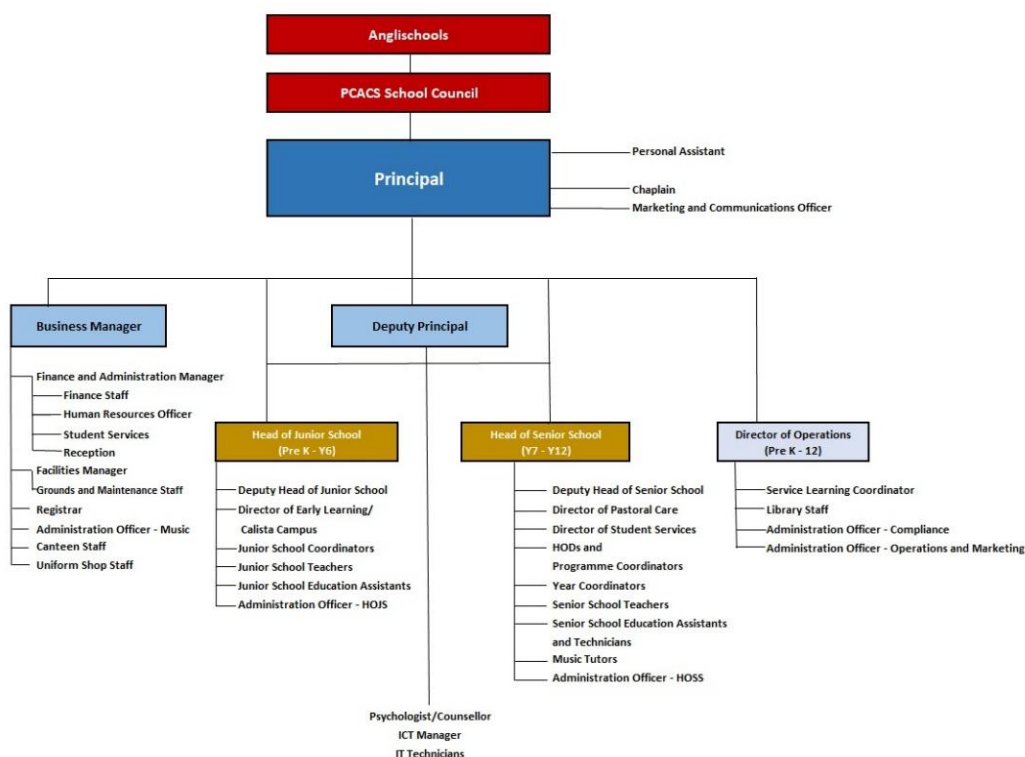 Anglischools
PCACS School Council
Principal
Personal Assistant
Chaplain
Marketing and Communications Officer
Business Manager
Deputy Principal
Finance and Administration Manager
Finance Staff
Human Resources Officer
Student Services
Reception
Facilities Manager
Grounds and Maintenance Staff
Registrar
Administration Officer - Music
Canteen Staff
Uniform Shop Staff
Head of Junior School
(Pre K - Y6)
Deputy Head of Junior School
Director of Early Learning/
Calista Campus
Junior School Coordinators
Junior School Teachers
Junior School Education Assistants
Administration Officer - HOJS
Head of Senior School
(Y7 - Y12)
Deputy Head of Senior School
Director of Pastoral Care
Director of Student Services
HODs and
Programme Coordinators
Year Coordinators
Senior School Teachers
Senior School Education Assistants
and Technicians
Music Tutors
Administration Officer - HOSS
Director of Operations
(Pre K - 12)
Service Learning Coordinator
Library Staff
Administration Officer - Compliance
Administration Officer - Operations and Marketing
Psychologist/Counsellor
ICT Manager
IT Technicians